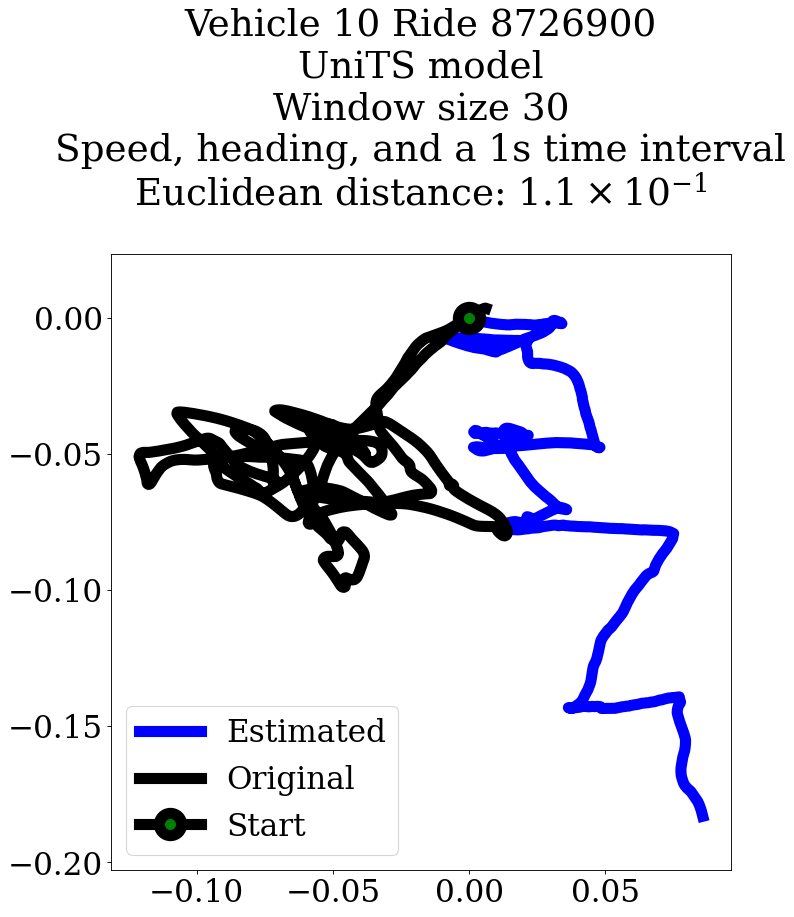 Vehicle 10 Ride 8726900
UniTS model
Window size 30
Speed, heading, and a 1s time interval
Euclidean distance: 1.1 × 10⁻¹
0.00
−0.05
−0.10
−0.15
−0.20
Estimated
Original
Start
−0.10 −0.05 0.00 0.05